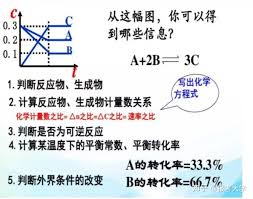 c
C
A
B
0.3
0.2
0.1
0
t
从这幅图，你可以得
到哪些信息？
A+2B⇌ 3C
1.判断反应物、生成物
2.计算反应物、生成物计量数关系
化学计量数之比=△n之比=△C之比= 速率之比
写出化学
方程式
3.判断是否为可逆反应
4.计算某温度下的平衡常数、平衡转化率
5.判断外界条件的改变
A的转化率=33.3%
B的转化率=66.7%